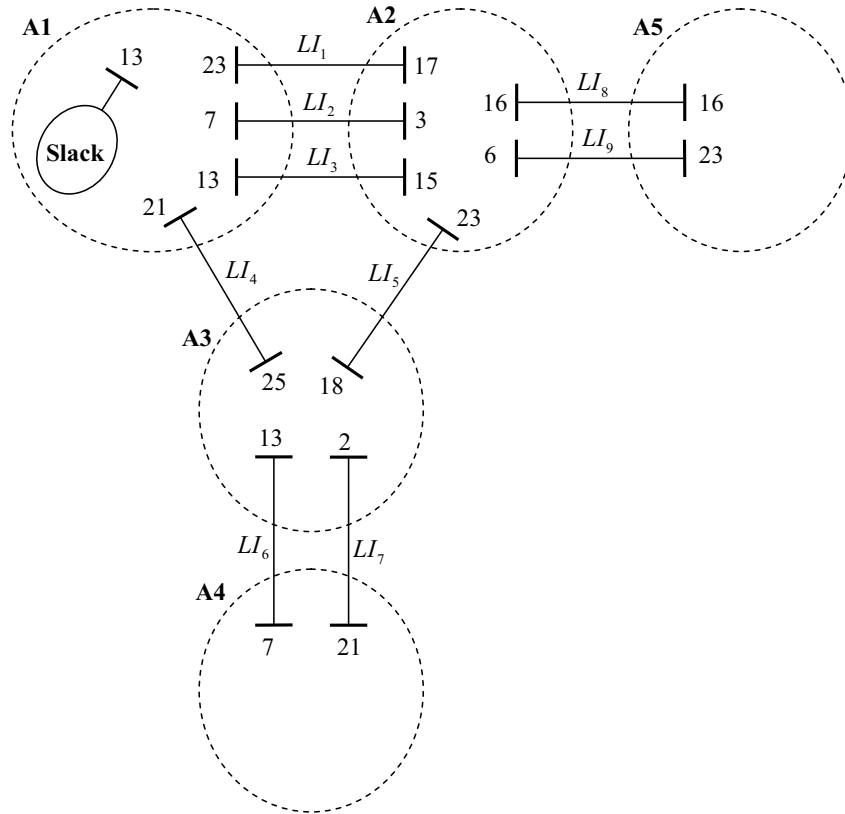 A1
A2
A5
13
23
LI₁
17
LI₈
16
16
Slack
7
LI₂
3
LI₉
6
23
LI₃
13
15
21
23
LI₄
LI₅
A3
25
18
13
2
LI₆
LI₇
A4
7
21